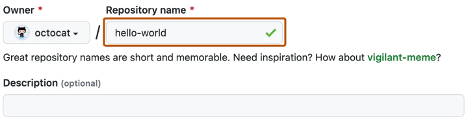 Owner * Repository name *
octocat / hello-world
Great repository names are short and memorable. Need inspiration? How about vigilant-meme?
Description (optional)